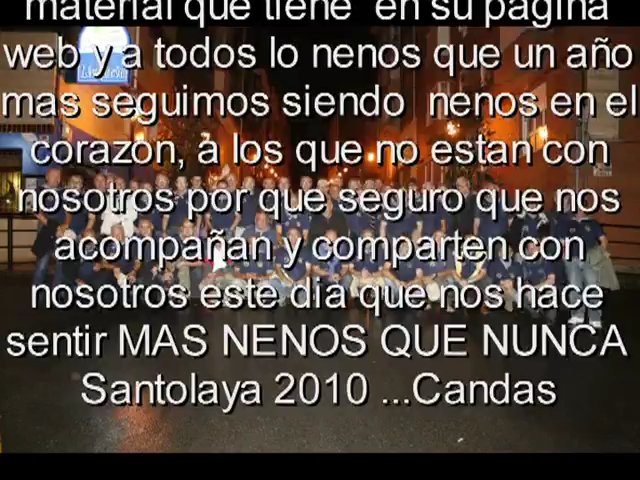 material que tiene en su pagina
web y a todos lo nenos que un año
mas seguimos siendo nenos en el
corazon, a los que no estan con
nosotros por que seguro que nos
acompañan y comparten con
nosotros este dia que nos hace
sentir MAS NENOS QUE NUNCA
Santolaya 2010 ...Candas